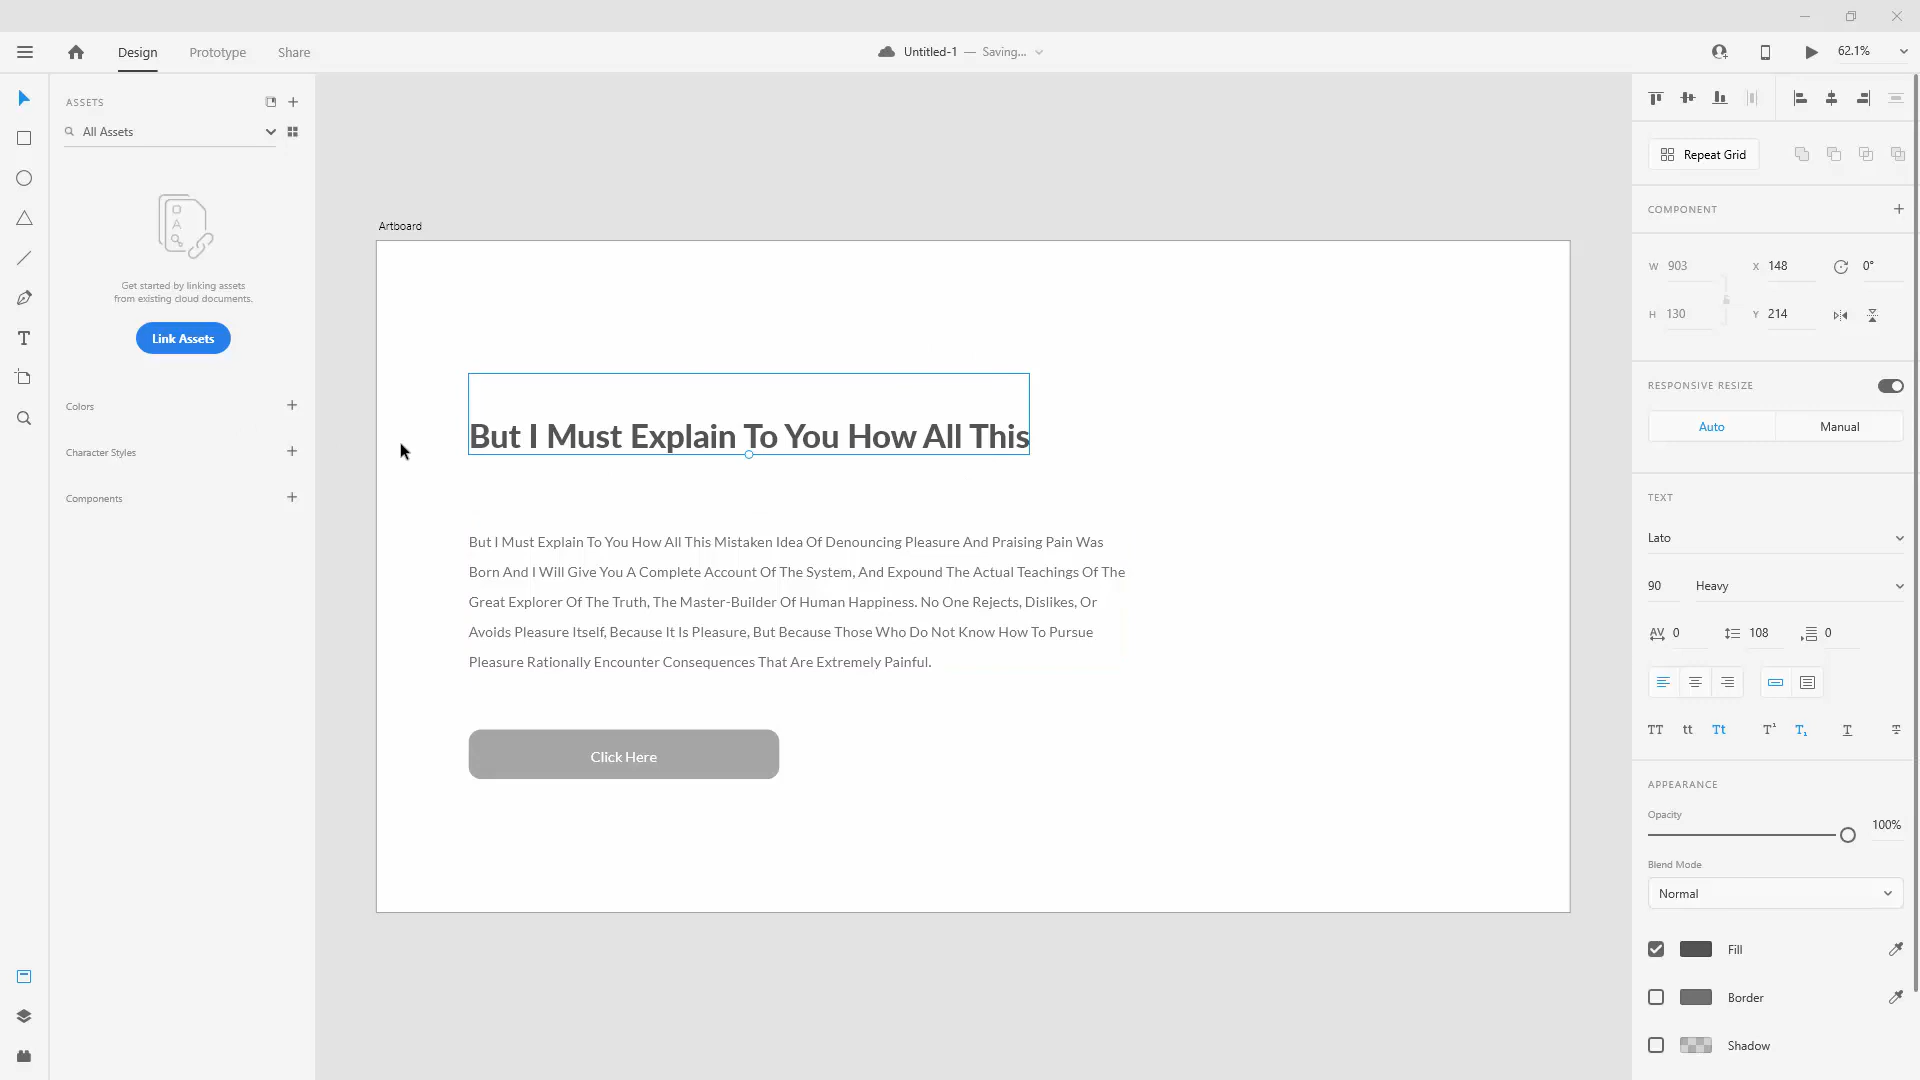 Design
Prototype
Share
Untitled-1 — Saving...
62.1%
ASSETS
All Assets
Get started by linking assets
from existing cloud documents.
Link Assets
Colors
Character Styles
Components
Artboard
But I Must Explain To You How All This
But I Must Explain To You How All This Mistaken Idea Of Denouncing Pleasure And Praising Pain Was
Born And I Will Give You A Complete Account Of The System, And Expound The Actual Teachings Of The
Great Explorer Of The Truth, The Master-Builder Of Human Happiness. No One Rejects, Dislikes, Or
Avoids Pleasure Itself, Because It Is Pleasure, But Because Those Who Do Not Know How To Pursue
Pleasure Rationally Encounter Consequences That Are Extremely Painful.
Click Here
Repeat Grid
COMPONENT
W 903 X 148 0°
H 130 Y 214
RESPONSIVE RESIZE
Auto Manual
TEXT
Lato
90 Heavy
AV 0 108 0
TT tt Tt T¹ T₁ T T
APPEARANCE
Opacity
100%
Blend Mode
Normal
Fill
Border
Shadow